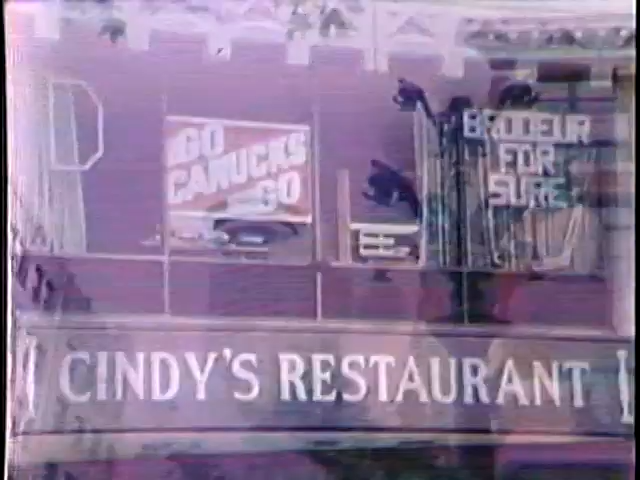 GO
CANUCKS
GO
BRODEUR
FOR
SURE
CINDY'S RESTAURANT